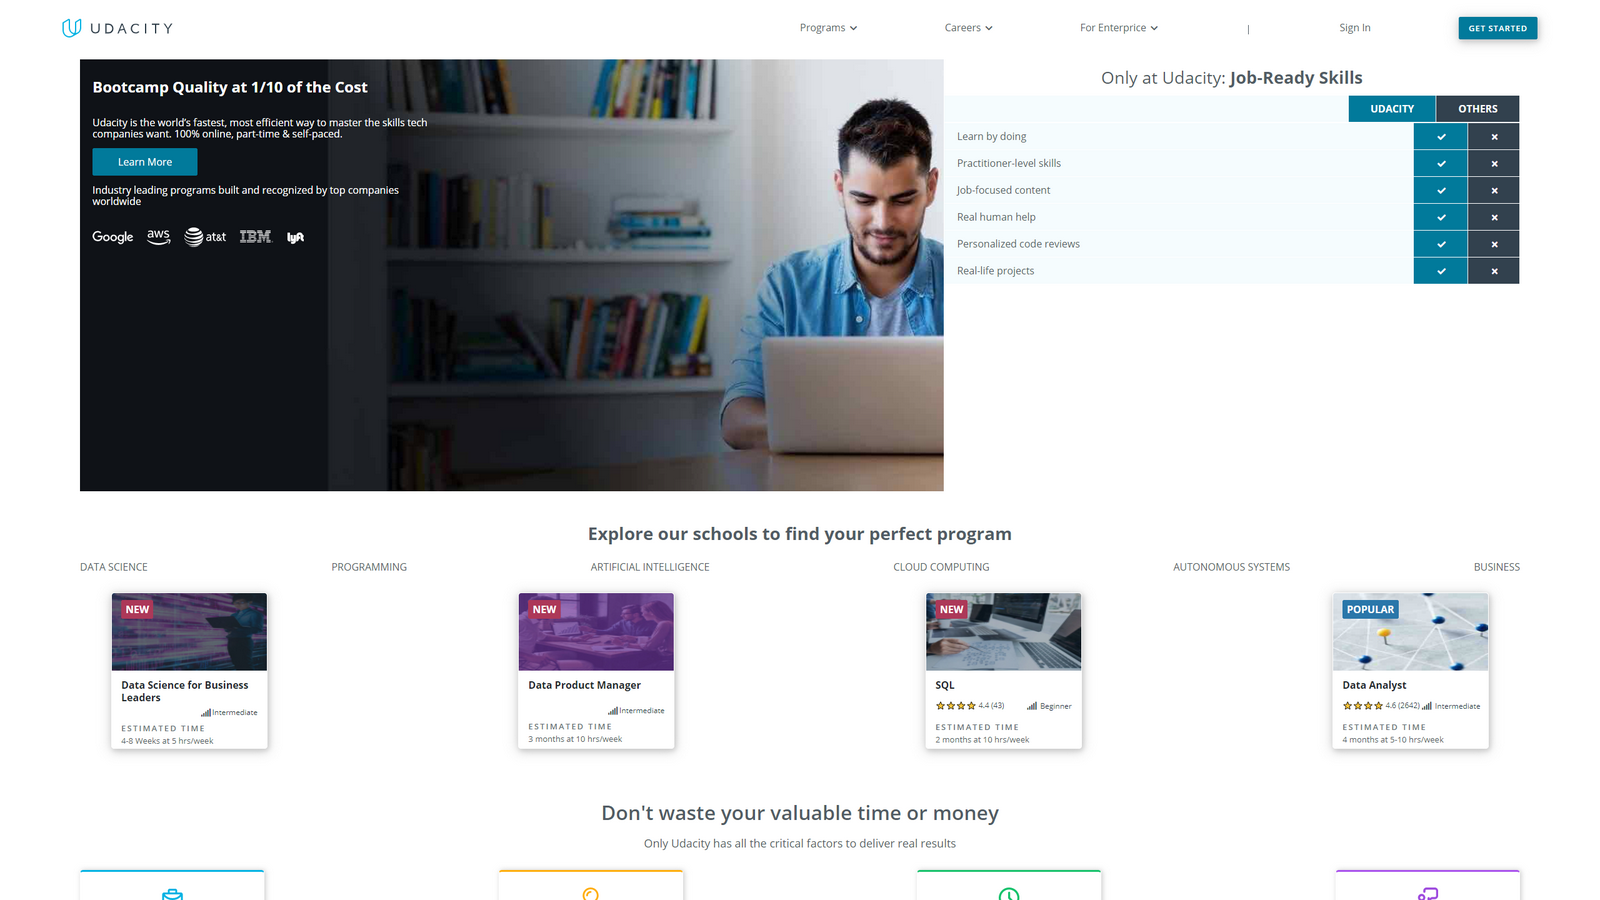 UDACITY
Programs
Careers
For Enterprice
|
Sign In
GET STARTED
Bootcamp Quality at 1/10 of the Cost
Udacity is the world's fastest, most efficient way to master the skills tech
companies want. 100% online, part-time & self-paced.
Learn More
Industry leading programs built and recognized by top companies
worldwide
Google
aws
at&t
IBM
lyft
Only at Udacity: Job-Ready Skills
UDACITY
OTHERS
Learn by doing
Practitioner-level skills
Job-focused content
Real human help
Personalized code reviews
Real-life projects
Explore our schools to find your perfect program
DATA SCIENCE
PROGRAMMING
ARTIFICIAL INTELLIGENCE
CLOUD COMPUTING
AUTONOMOUS SYSTEMS
BUSINESS
NEW
Data Science for Business
Leaders
Intermediate
ESTIMATED TIME
4-8 Weeks at 5 hrs/week
NEW
Data Product Manager
Intermediate
ESTIMATED TIME
3 months at 10 hrs/week
NEW
SQL
4.4 (43)
Beginner
ESTIMATED TIME
2 months at 10 hrs/week
POPULAR
Data Analyst
4.6 (2642)
Intermediate
ESTIMATED TIME
4 months at 5-10 hrs/week
Don't waste your valuable time or money
Only Udacity has all the critical factors to deliver real results